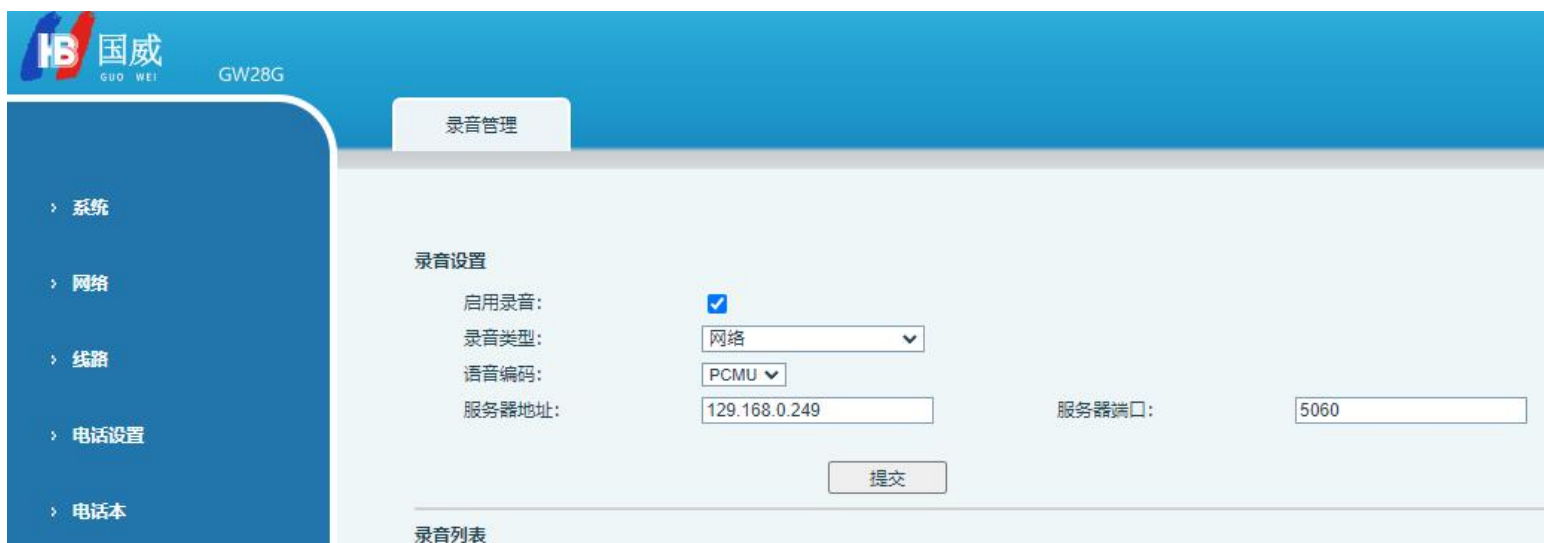 HB 国威
GUO WEI
GW28G
录音管理
系统
网络
线路
电话设置
电话本
录音设置
启用录音:
录音类型: 网络
语音编码: PCMU
服务器地址: 129.168.0.249 服务器端口: 5060
提交
录音列表